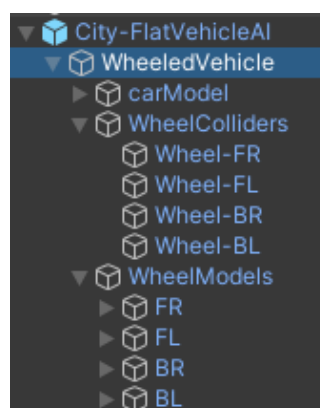 City-FlatVehicleAI
WheeledVehicle
carModel
WheelColliders
Wheel-FR
Wheel-FL
Wheel-BR
Wheel-BL
WheelModels
FR
FL
BR
BL